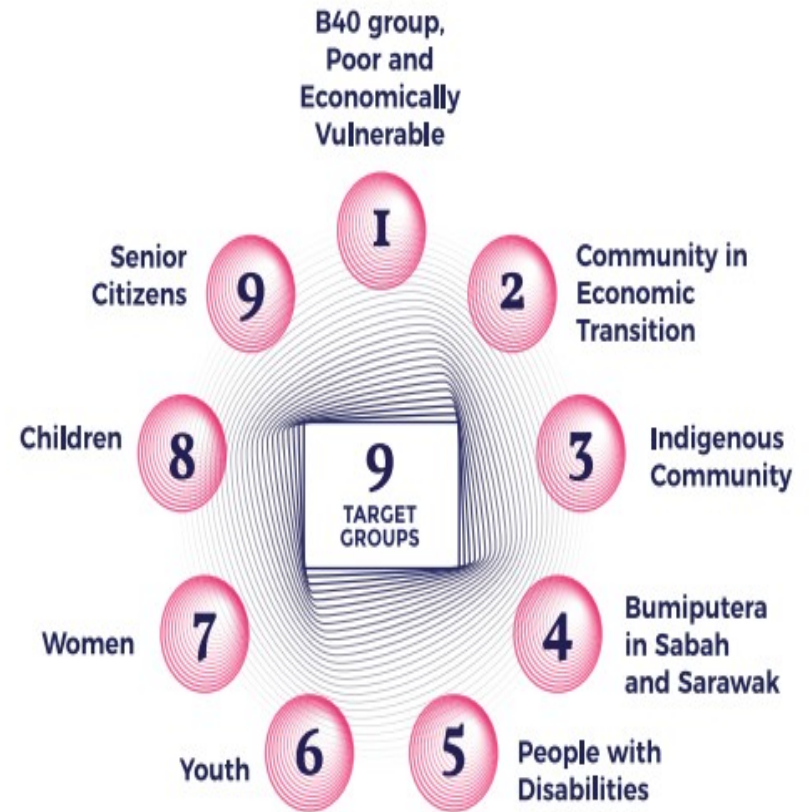 B40 group,
Poor and
Economically
Vulnerable
1
2
Community in
Economic
Transition
3
Indigenous
Community
4
Bumiputera
in Sabah
and Sarawak
5
People with
Disabilities
6
Youth
7
Women
8
Children
9
Senior
Citizens
9
TARGET
GROUPS